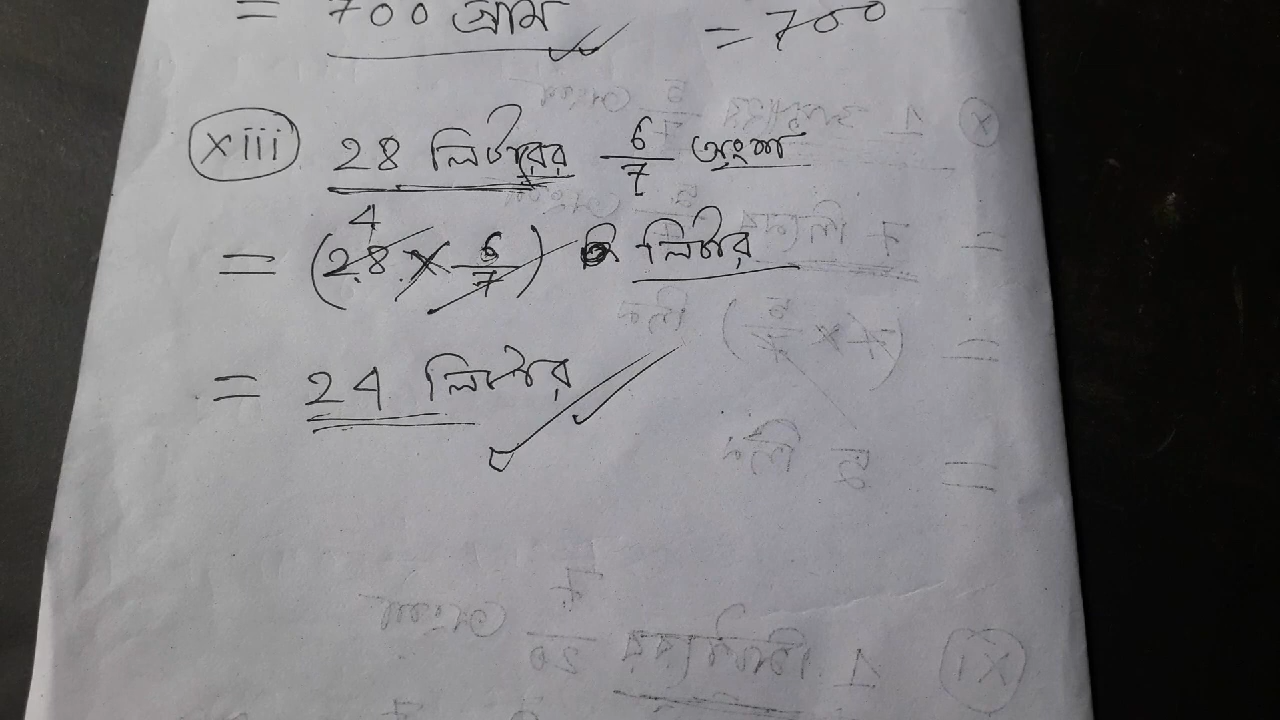 = 700 গ্রাম = 700
xiii 28 লিটারের 6/7 অংশ
4
= (28 × 6/7) লিটার
= 24 লিটার